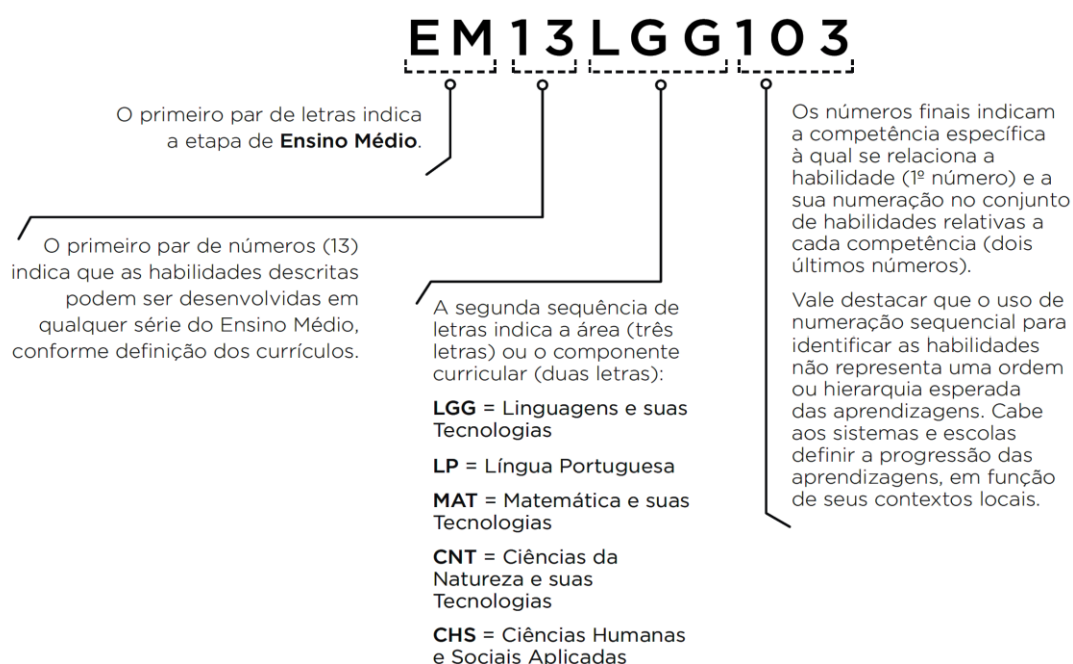 EM13LGG103
O primeiro par de letras indica
a etapa de Ensino Médio.
O primeiro par de números (13)
indica que as habilidades descritas
podem ser desenvolvidas em
qualquer série do Ensino Médio,
conforme definição dos currículos.
A segunda sequência de
letras indica a área (três
letras) ou o componente
curricular (duas letras):
LGG = Linguagens e suas
Tecnologias
LP = Língua Portuguesa
MAT = Matemática e suas
Tecnologias
CNT = Ciências da
Natureza e suas
Tecnologias
CHS = Ciências Humanas
e Sociais Aplicadas
Os números finais indicam
a competência específica
à qual se relaciona a
habilidade (1º número) e a
sua numeração no conjunto
de habilidades relativas a
cada competência (dois
últimos números).
Vale destacar que o uso de
numeração sequencial para
identificar as habilidades
não representa uma ordem
ou hierarquia esperada
das aprendizagens. Cabe
aos sistemas e escolas
definir a progressão das
aprendizagens, em função
de seus contextos locais.